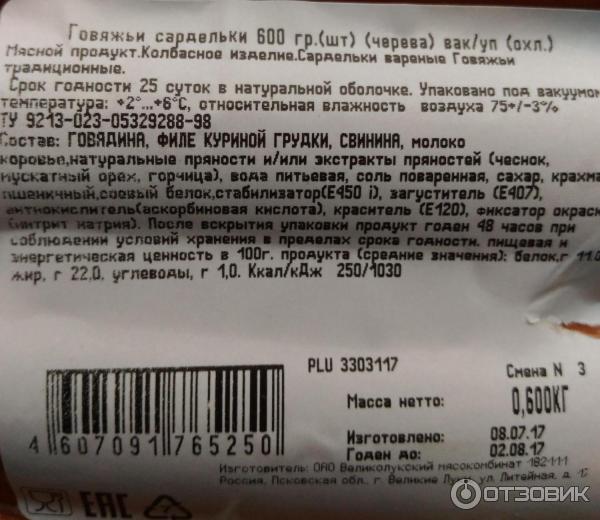 Говяжьи сардельки 600 гр.(шт) (черева) вак/уп (охл.)
Мясной продукт.Колбасное изделие.Сардельки вареные Говяжьи
традиционные.
Срок годности 25 суток в натуральной оболочке. Упаковано под вакуумом
температура: +2°...+6°С, относительная влажность воздуха 75+/-3%
ТУ 9213-023-05329288-98
Состав: ГОВЯДИНА, ФИЛЕ КУРИНОЙ ГРУДКИ, СВИНИНА, молоко
коровье,натуральные пряности и/или экстракты пряностей (чеснок,
мускатный орех, горчица), вода питьевая, соль поваренная, сахар, крахма
пшеничный,соевый белок,стабилизатор(Е450 i), загуститель (Е407),
антиокислитель(аскорбиновая кислота), краситель (Е120), фиксатор окраск
(нитрит натрия). После вскрытия упаковки продукт годен 48 часов при
соблюдении условий хранения в пределах срока годности. пищевая и
энергетическая ценность в 100г. продукта (средние значения): белок,г 11.0
жир, г 22.0, углеводы, г 1,0. Ккал/кДж 250/1030
PLU 3303117
Смена N 3
Масса нетто: 0,600КГ
Изготовлено: 08.07.17
Годен до: 02.08.17
4 607091 765250
Изготовитель: ОАО Великолукский мясокомбинат 182111
Россия, Псковская обл., г. Великие Луки, ул. Литейная, д. 17
EAC
ОТЗОВИК